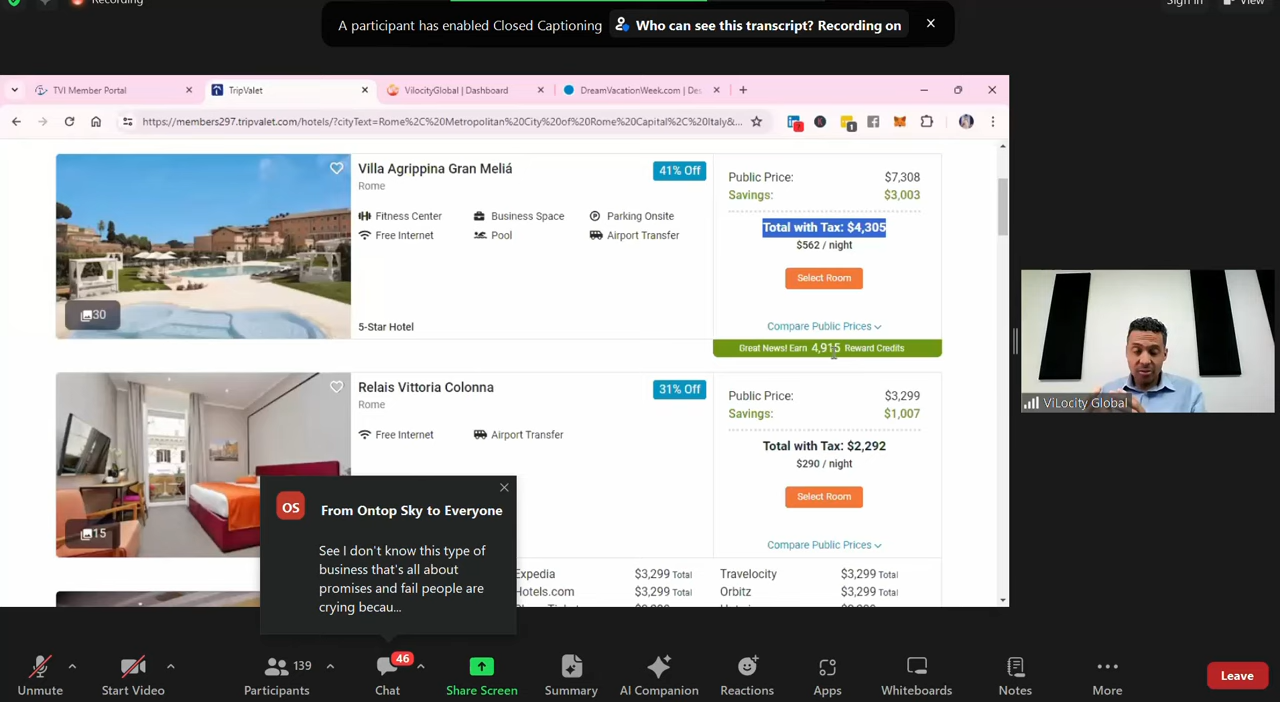 Recording
Sign in
View
A participant has enabled Closed Captioning
Who can see this transcript? Recording on
TVI Member Portal
TripValet
VilocityGlobal | Dashboard
DreamVacationWeek.com | Des
https://members297.tripvalet.com/hotels/?cityText=Rome%2C%20Metropolitan%20City%20of%20Rome%20Capital%2C%20Italy&...
Villa Agrippina Gran Meliá
Rome
41% Off
Fitness Center
Business Space
Parking Onsite
Free Internet
Pool
Airport Transfer
30
5-Star Hotel
Public Price: $7,308
Savings: $3,003
Total with Tax: $4,305
$562 / night
Select Room
Compare Public Prices
Great News! Earn 4,915 Reward Credits
Relais Vittoria Colonna
Rome
31% Off
Free Internet
Airport Transfer
15
Public Price: $3,299
Savings: $1,007
Total with Tax: $2,292
$290 / night
Select Room
Compare Public Prices
Expedia $3,299 Total
Travelocity $3,299 Total
Hotels.com $3,299 Total
Orbitz $3,299 Total
ViLocity Global
OS
From Ontop Sky to Everyone
See I don't know this type of
business that's all about
promises and fail people are
crying becau...
Unmute
Start Video
Participants
139
Chat
46
Share Screen
Summary
AI Companion
Reactions
Apps
Whiteboards
Notes
More
Leave